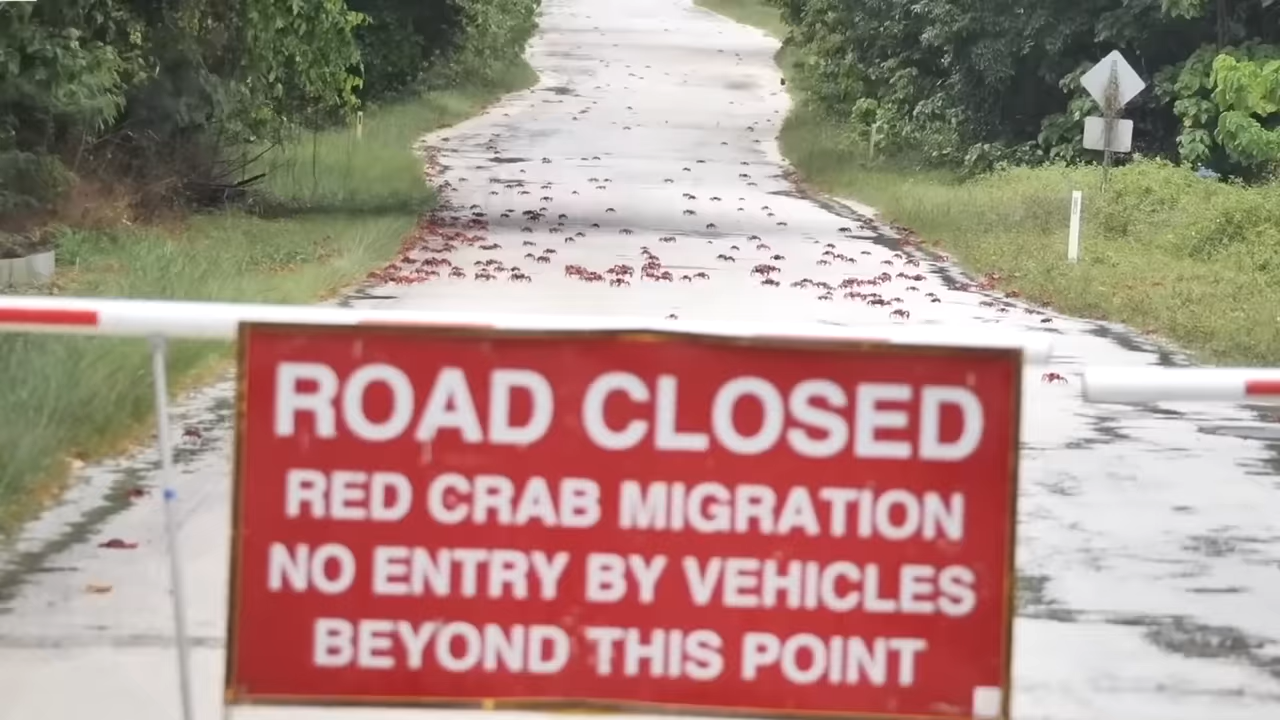 ROAD CLOSED
RED CRAB MIGRATION
NO ENTRY BY VEHICLES
BEYOND THIS POINT